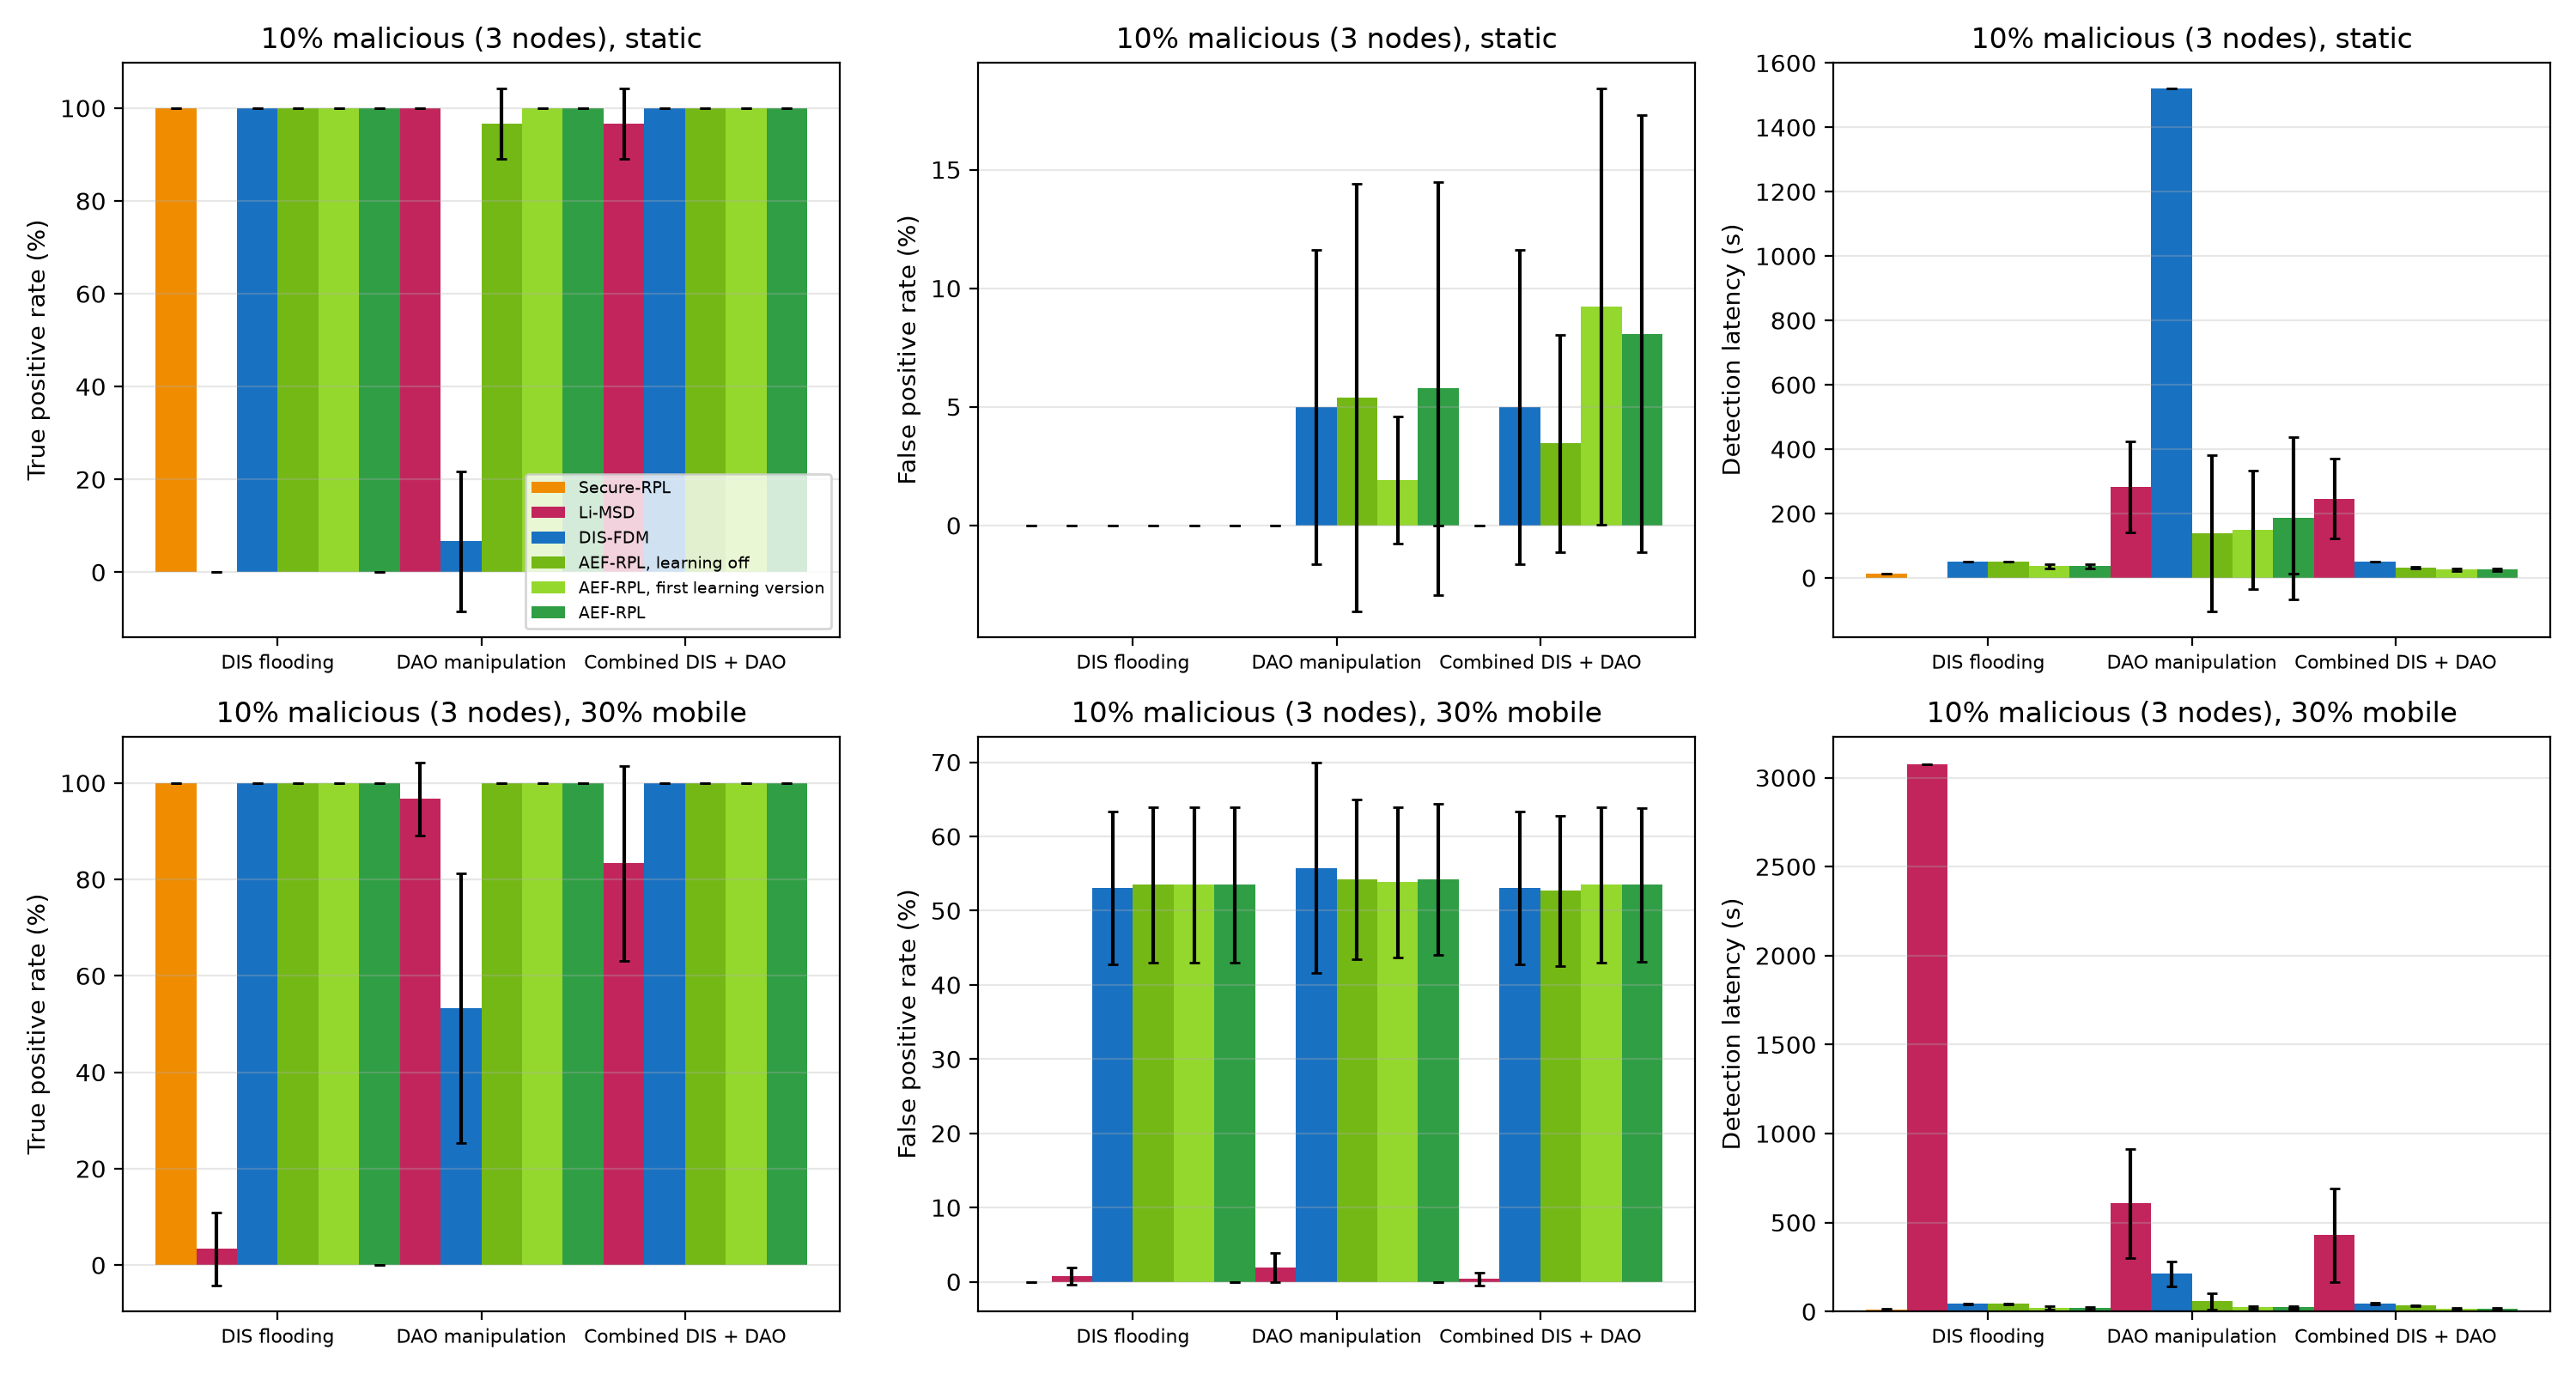 10% malicious (3 nodes), static
True positive rate (%)
100
80
60
40
20
0
Secure-RPL
Li-MSD
DIS-FDM
AEF-RPL, learning off
AEF-RPL, first learning version
AEF-RPL
DIS flooding
DAO manipulation
Combined DIS + DAO
10% malicious (3 nodes), static
False positive rate (%)
15
10
5
0
DIS flooding
DAO manipulation
Combined DIS + DAO
10% malicious (3 nodes), static
Detection latency (s)
1600
1400
1200
1000
800
600
400
200
0
DIS flooding
DAO manipulation
Combined DIS + DAO
10% malicious (3 nodes), 30% mobile
True positive rate (%)
100
80
60
40
20
0
DIS flooding
DAO manipulation
Combined DIS + DAO
10% malicious (3 nodes), 30% mobile
False positive rate (%)
70
60
50
40
30
20
10
0
DIS flooding
DAO manipulation
Combined DIS + DAO
10% malicious (3 nodes), 30% mobile
Detection latency (s)
3000
2500
2000
1500
1000
500
0
DIS flooding
DAO manipulation
Combined DIS + DAO